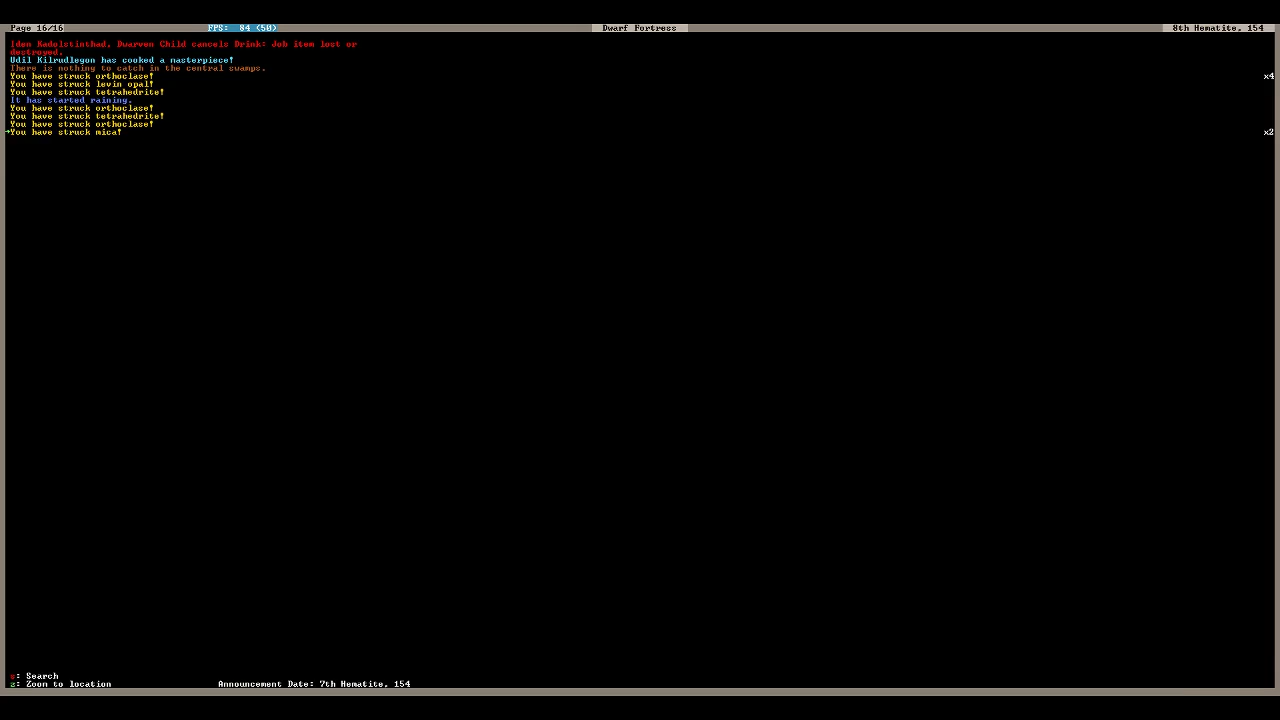 Page 16/16 FPS: 84 (50) Dwarf Fortress 8th Hematite, 154
Iden Kadolstinthad, Dwarven Child cancels Drink: Job item lost or
destroyed.
Udil Kilrudlegon has cooked a masterpiece!
There is nothing to catch in the central swamps.
You have struck orthoclase! x4
You have struck levin opal!
You have struck tetrahedrite!
It has started raining.
You have struck orthoclase!
You have struck tetrahedrite!
You have struck orthoclase!
→You have struck mica! x2
s: Search
z: Zoom to location Announcement Date: 7th Hematite, 154